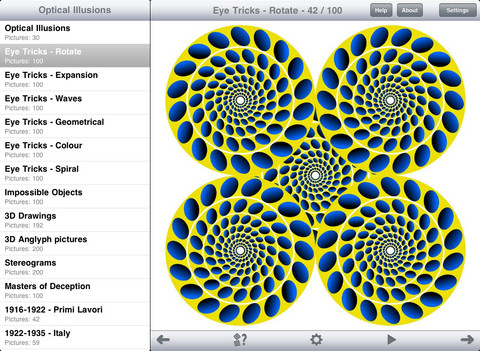 Optical Illusions
Eye Tricks - Rotate - 42 / 100
Help
About
Settings
Optical Illusions
Pictures: 30
Eye Tricks - Rotate
Pictures: 100
Eye Tricks - Expansion
Pictures: 100
Eye Tricks - Waves
Pictures: 100
Eye Tricks - Geometrical
Pictures: 100
Eye Tricks - Colour
Pictures: 100
Eye Tricks - Spiral
Pictures: 100
Impossible Objects
Pictures: 100
3D Drawings
Pictures: 192
3D Anglyph pictures
Pictures: 200
Stereograms
Pictures: 200
Masters of Deception
Pictures: 100
1916-1922 - Primi Lavori
Pictures: 42
1922-1935 - Italy
Pictures: 59
?